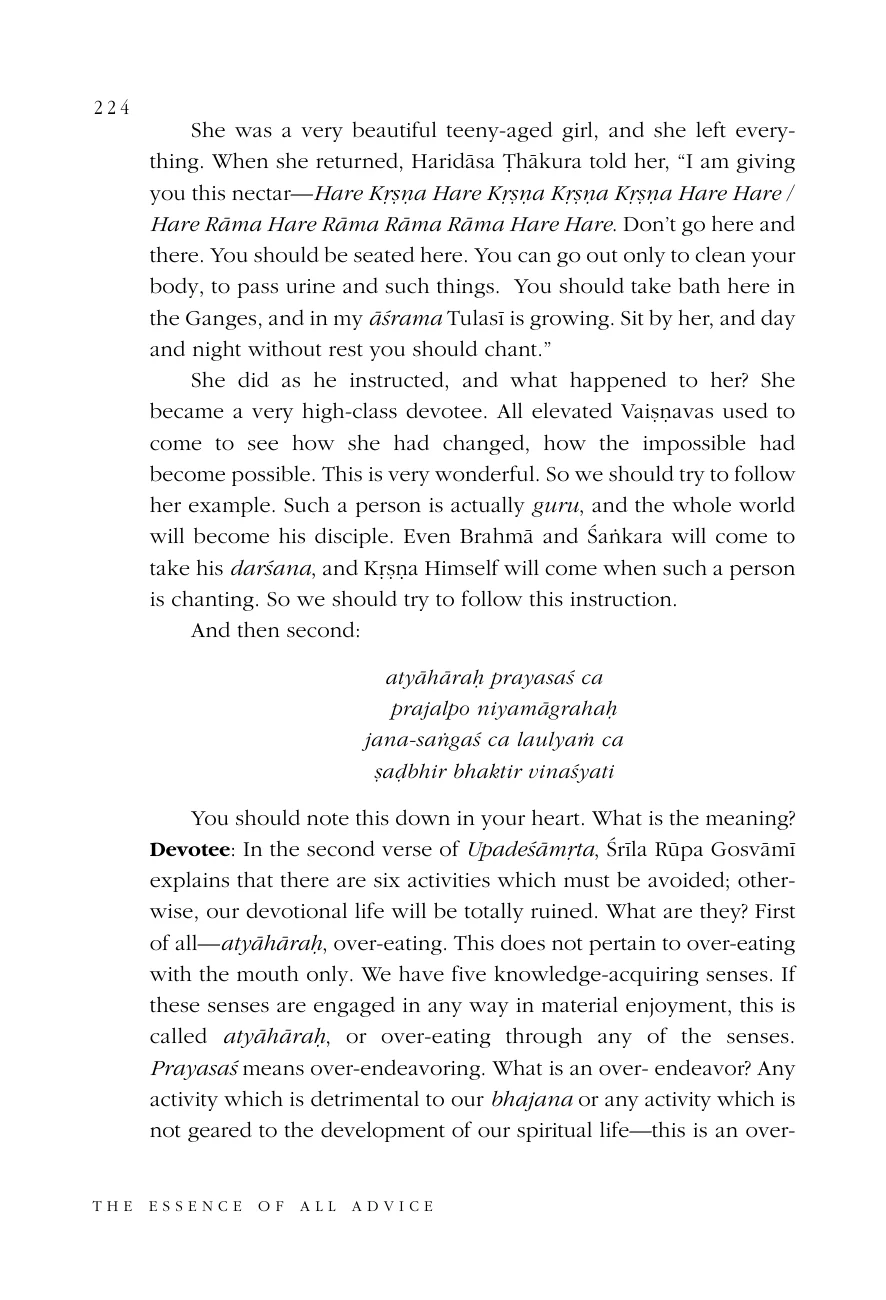 224
She was a very beautiful teeny-aged girl, and she left every-
thing. When she returned, Haridāsa Ṭhākura told her, “I am giving
you this nectar—Hare Kṛṣṇa Hare Kṛṣṇa Kṛṣṇa Kṛṣṇa Hare Hare /
Hare Rāma Hare Rāma Rāma Rāma Hare Hare. Don’t go here and
there. You should be seated here. You can go out only to clean your
body, to pass urine and such things.  You should take bath here in
the Ganges, and in my āśrama Tulasī is growing. Sit by her, and day
and night without rest you should chant.”
She did as he instructed, and what happened to her? She
became a very high-class devotee. All elevated Vaiṣṇavas used to
come to see how she had changed, how the impossible had
become possible. This is very wonderful. So we should try to follow
her example. Such a person is actually guru, and the whole world
will become his disciple. Even Brahmā and Śaṅkara will come to
take his darśana, and Kṛṣṇa Himself will come when such a person
is chanting. So we should try to follow this instruction.
And then second:
atyāhāraḥ prayasaś ca
prajalpo niyamāgrahaḥ
jana-saṅgaś ca laulyaṁ ca
ṣaḍbhir bhaktir vinaśyati
You should note this down in your heart. What is the meaning?
Devotee: In the second verse of Upadeśāmṛta, Śrīla Rūpa Gosvāmī
explains that there are six activities which must be avoided; other-
wise, our devotional life will be totally ruined. What are they? First
of all—atyāhāraḥ, over-eating. This does not pertain to over-eating
with the mouth only. We have five knowledge-acquiring senses. If
these senses are engaged in any way in material enjoyment, this is
called atyāhāraḥ, or over-eating through any of the senses.
Prayasaś means over-endeavoring. What is an over- endeavor? Any
activity which is detrimental to our bhajana or any activity which is
not geared to the development of our spiritual life—this is an over-
THE ESSENCE OF ALL ADVICE